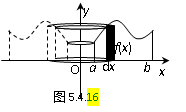 y
f(x)
O a dx b x
图 5.4.16